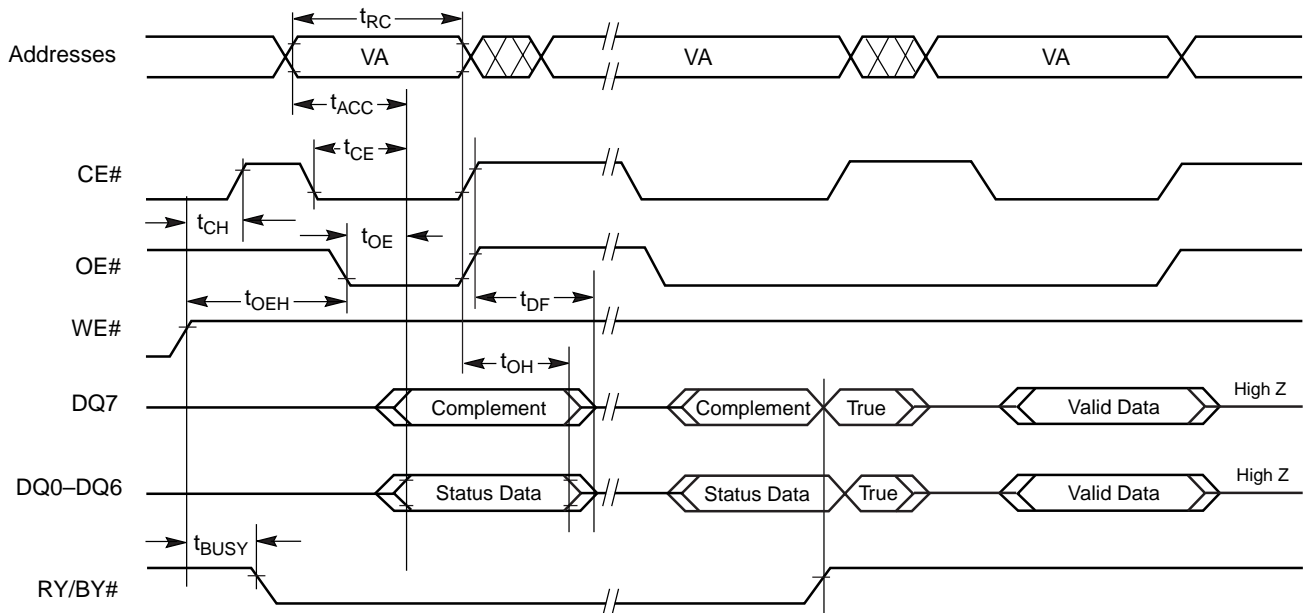 tRC
Addresses VA VA VA
tACC
tCE
CE#
tCH
tOE
OE#
tOEH tDF
WE#
tOH
DQ7 Complement Complement True Valid Data High Z
DQ0–DQ6 Status Data Status Data True Valid Data High Z
tBUSY
RY/BY#